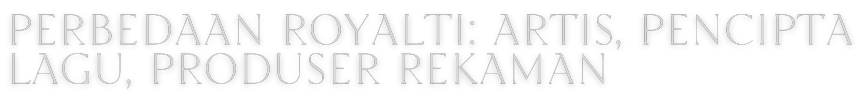 PERBEDAAN ROYALTI: ARTIS, PENCIPTA
LAGU, PRODUSER REKAMAN